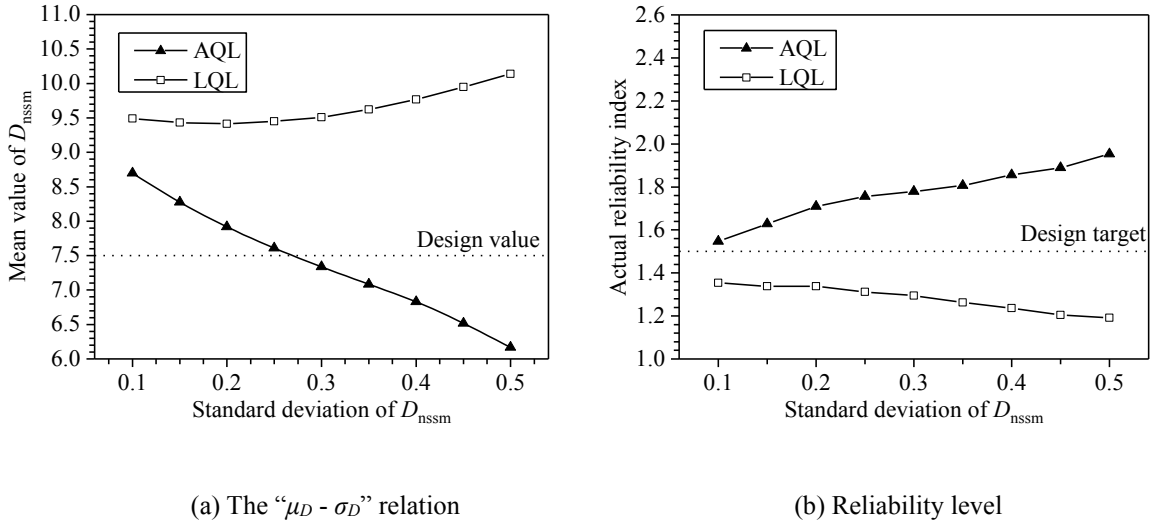 11.0
10.5
10.0
9.5
9.0
8.5
8.0
7.5
7.0
6.5
6.0
0.1 0.2 0.3 0.4 0.5
Mean value of Dnssm
Standard deviation of Dnssm
AQL
LQL
Design value
(a) The “μD - σD” relation
2.6
2.4
2.2
2.0
1.8
1.6
1.4
1.2
1.0
0.1 0.2 0.3 0.4 0.5
Actual reliability index
Standard deviation of Dnssm
AQL
LQL
Design target
(b) Reliability level